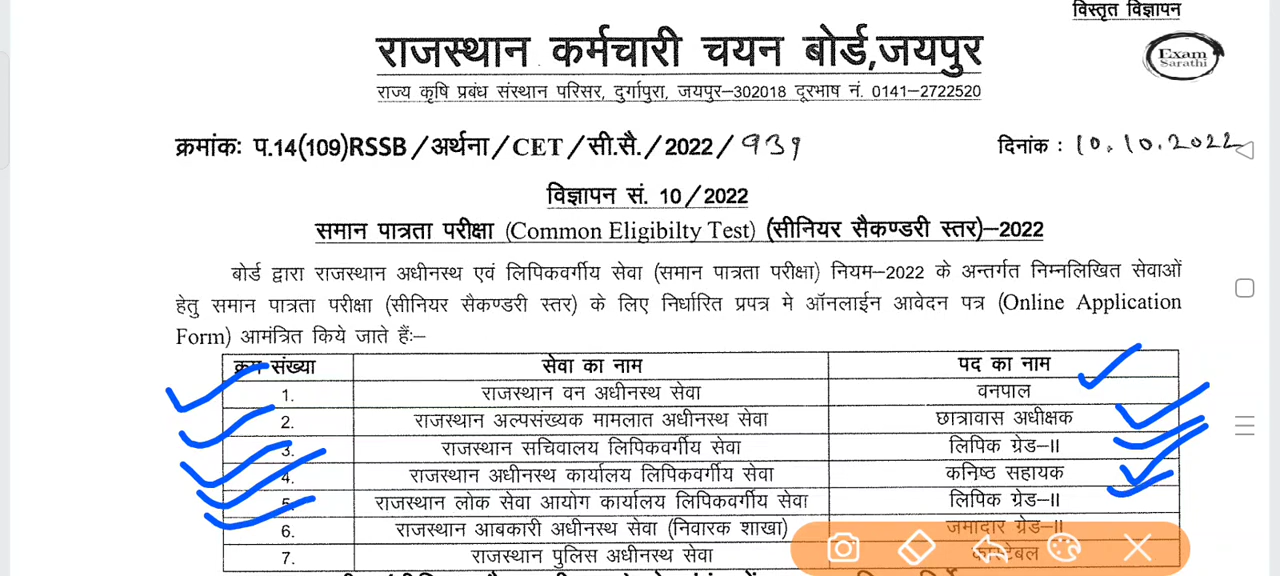 विस्तृत विज्ञापन
राजस्थान कर्मचारी चयन बोर्ड,जयपुर
Exam Sarathi
राज्य कृषि प्रबंध संस्थान परिसर, दुर्गापुरा, जयपुर–302018 दूरभाष नं. 0141–2722520
क्रमांकः प.14(109)RSSB/अर्थना/CET/सी.सै./2022/939 दिनांक : 10.10.2022
विज्ञापन सं. 10/2022
समान पात्रता परीक्षा (Common Eligibilty Test) (सीनियर सैकण्डरी स्तर)–2022
बोर्ड द्वारा राजस्थान अधीनस्थ एवं लिपिकवर्गीय सेवा (समान पात्रता परीक्षा) नियम–2022 के अन्तर्गत निम्नलिखित सेवाओं
हेतु समान पात्रता परीक्षा (सीनियर सैकण्डरी स्तर) के लिए निर्धारित प्रपत्र मे ऑनलाईन आवेदन पत्र (Online Application
Form) आमंत्रित किये जाते हैंः–
क्रम संख्या सेवा का नाम पद का नाम
1. राजस्थान वन अधीनस्थ सेवा वनपाल
2. राजस्थान अल्पसंख्यक मामलात अधीनस्थ सेवा छात्रावास अधीक्षक
3. राजस्थान सचिवालय लिपिकवर्गीय सेवा लिपिक ग्रेड–II
4. राजस्थान अधीनस्थ कार्यालय लिपिकवर्गीय सेवा कनिष्ठ सहायक
5. राजस्थान लोक सेवा आयोग कार्यालय लिपिकवर्गीय सेवा लिपिक ग्रेड–II
6. राजस्थान आबकारी अधीनस्थ सेवा (निवारक शाखा) जमादार ग्रेड–II
7. राजस्थान पुलिस अधीनस्थ सेवा कांस्टेबल